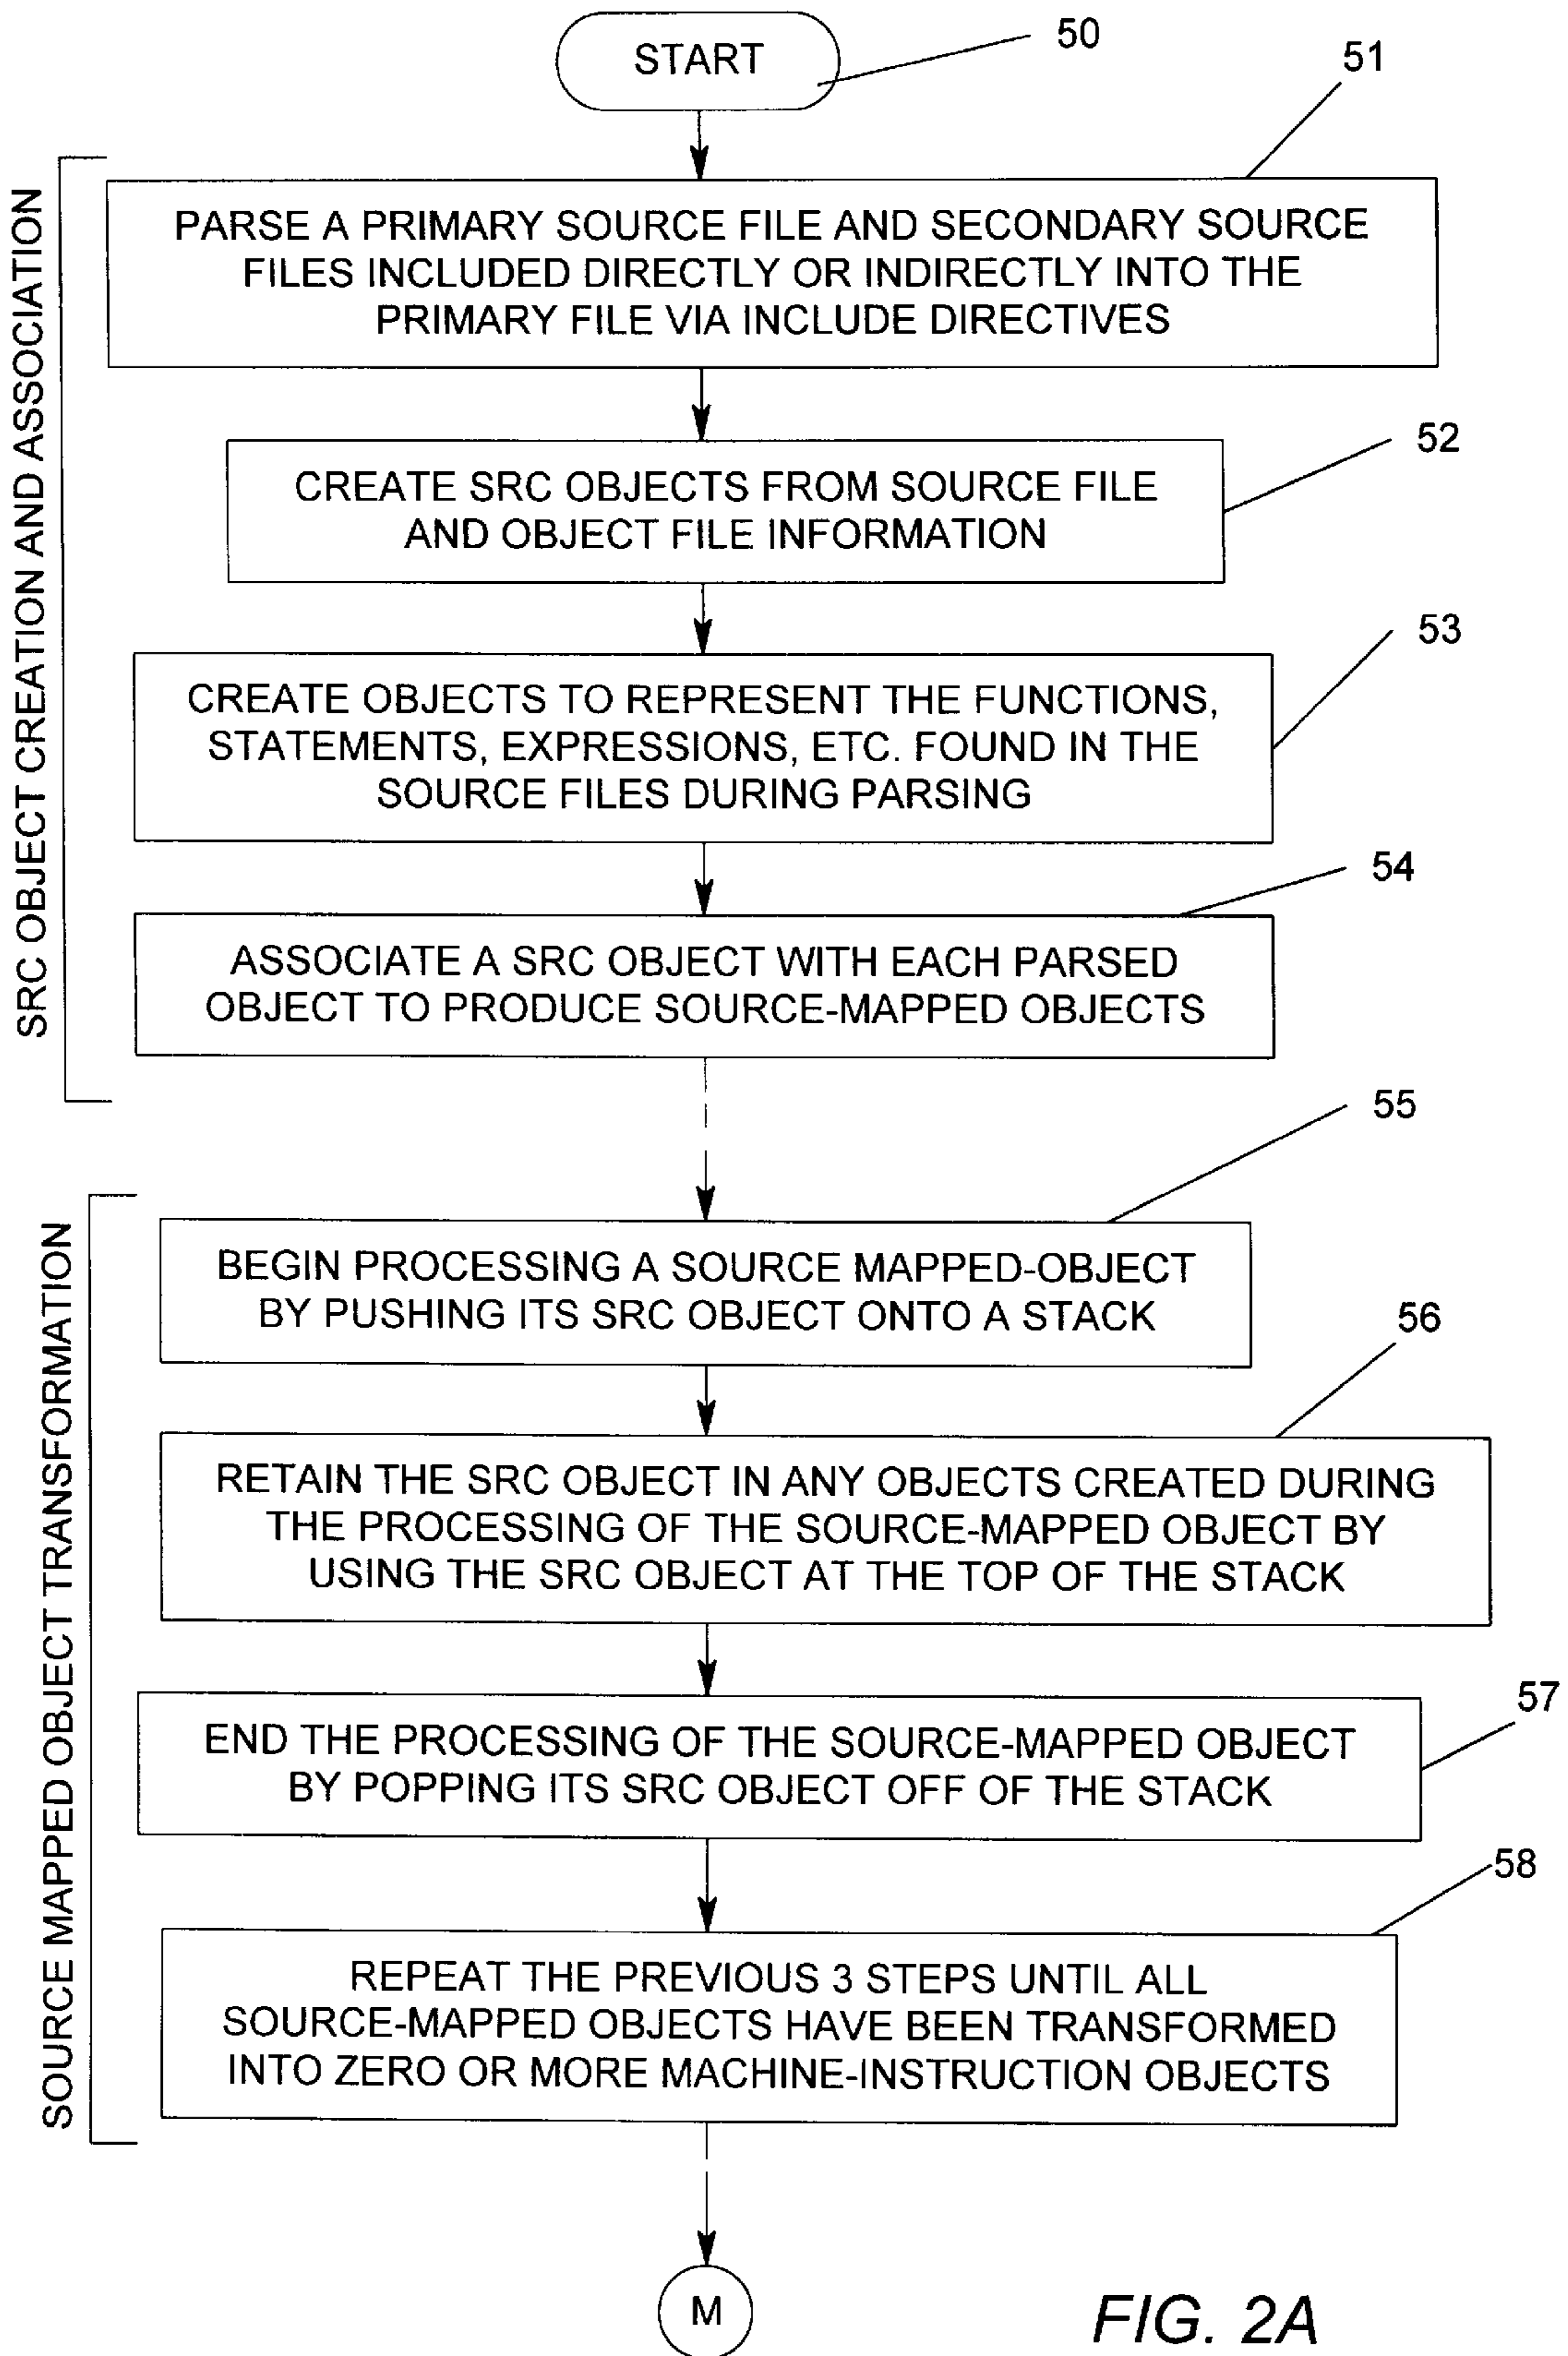 START
50
51
SRC OBJECT CREATION AND ASSOCIATION
PARSE A PRIMARY SOURCE FILE AND SECONDARY SOURCE
FILES INCLUDED DIRECTLY OR INDIRECTLY INTO THE
PRIMARY FILE VIA INCLUDE DIRECTIVES
52
CREATE SRC OBJECTS FROM SOURCE FILE
AND OBJECT FILE INFORMATION
53
CREATE OBJECTS TO REPRESENT THE FUNCTIONS,
STATEMENTS, EXPRESSIONS, ETC. FOUND IN THE
SOURCE FILES DURING PARSING
54
ASSOCIATE A SRC OBJECT WITH EACH PARSED
OBJECT TO PRODUCE SOURCE-MAPPED OBJECTS
55
SOURCE MAPPED OBJECT TRANSFORMATION
BEGIN PROCESSING A SOURCE MAPPED-OBJECT
BY PUSHING ITS SRC OBJECT ONTO A STACK
56
RETAIN THE SRC OBJECT IN ANY OBJECTS CREATED DURING
THE PROCESSING OF THE SOURCE-MAPPED OBJECT BY
USING THE SRC OBJECT AT THE TOP OF THE STACK
57
END THE PROCESSING OF THE SOURCE-MAPPED OBJECT
BY POPPING ITS SRC OBJECT OFF OF THE STACK
58
REPEAT THE PREVIOUS 3 STEPS UNTIL ALL
SOURCE-MAPPED OBJECTS HAVE BEEN TRANSFORMED
INTO ZERO OR MORE MACHINE-INSTRUCTION OBJECTS
M
FIG. 2A